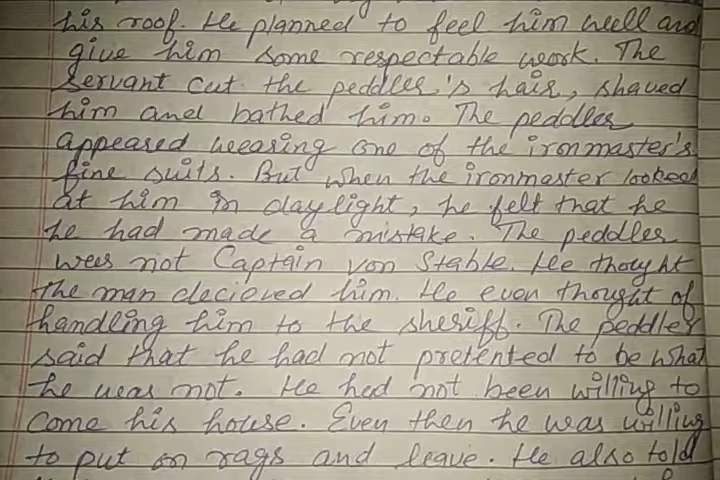 his roof. He planned to feel him well and
give him some respectable work. The
servant cut the peddler's hair, shaved
him and bathed him. The peddler
appeared wearing one of the ironmaster's
fine suits. But when the ironmaster looked
at him in daylight, he felt that he
he had made a mistake. The peddler
was not Captain von Stahle. He thought
the man decieved him. He even thought of
handling him to the sheriff. The peddler
said that he had not pretented to be what
he was not. He had not been willing to
come his house. Even then he was willing
to put on rags and leave. He also told